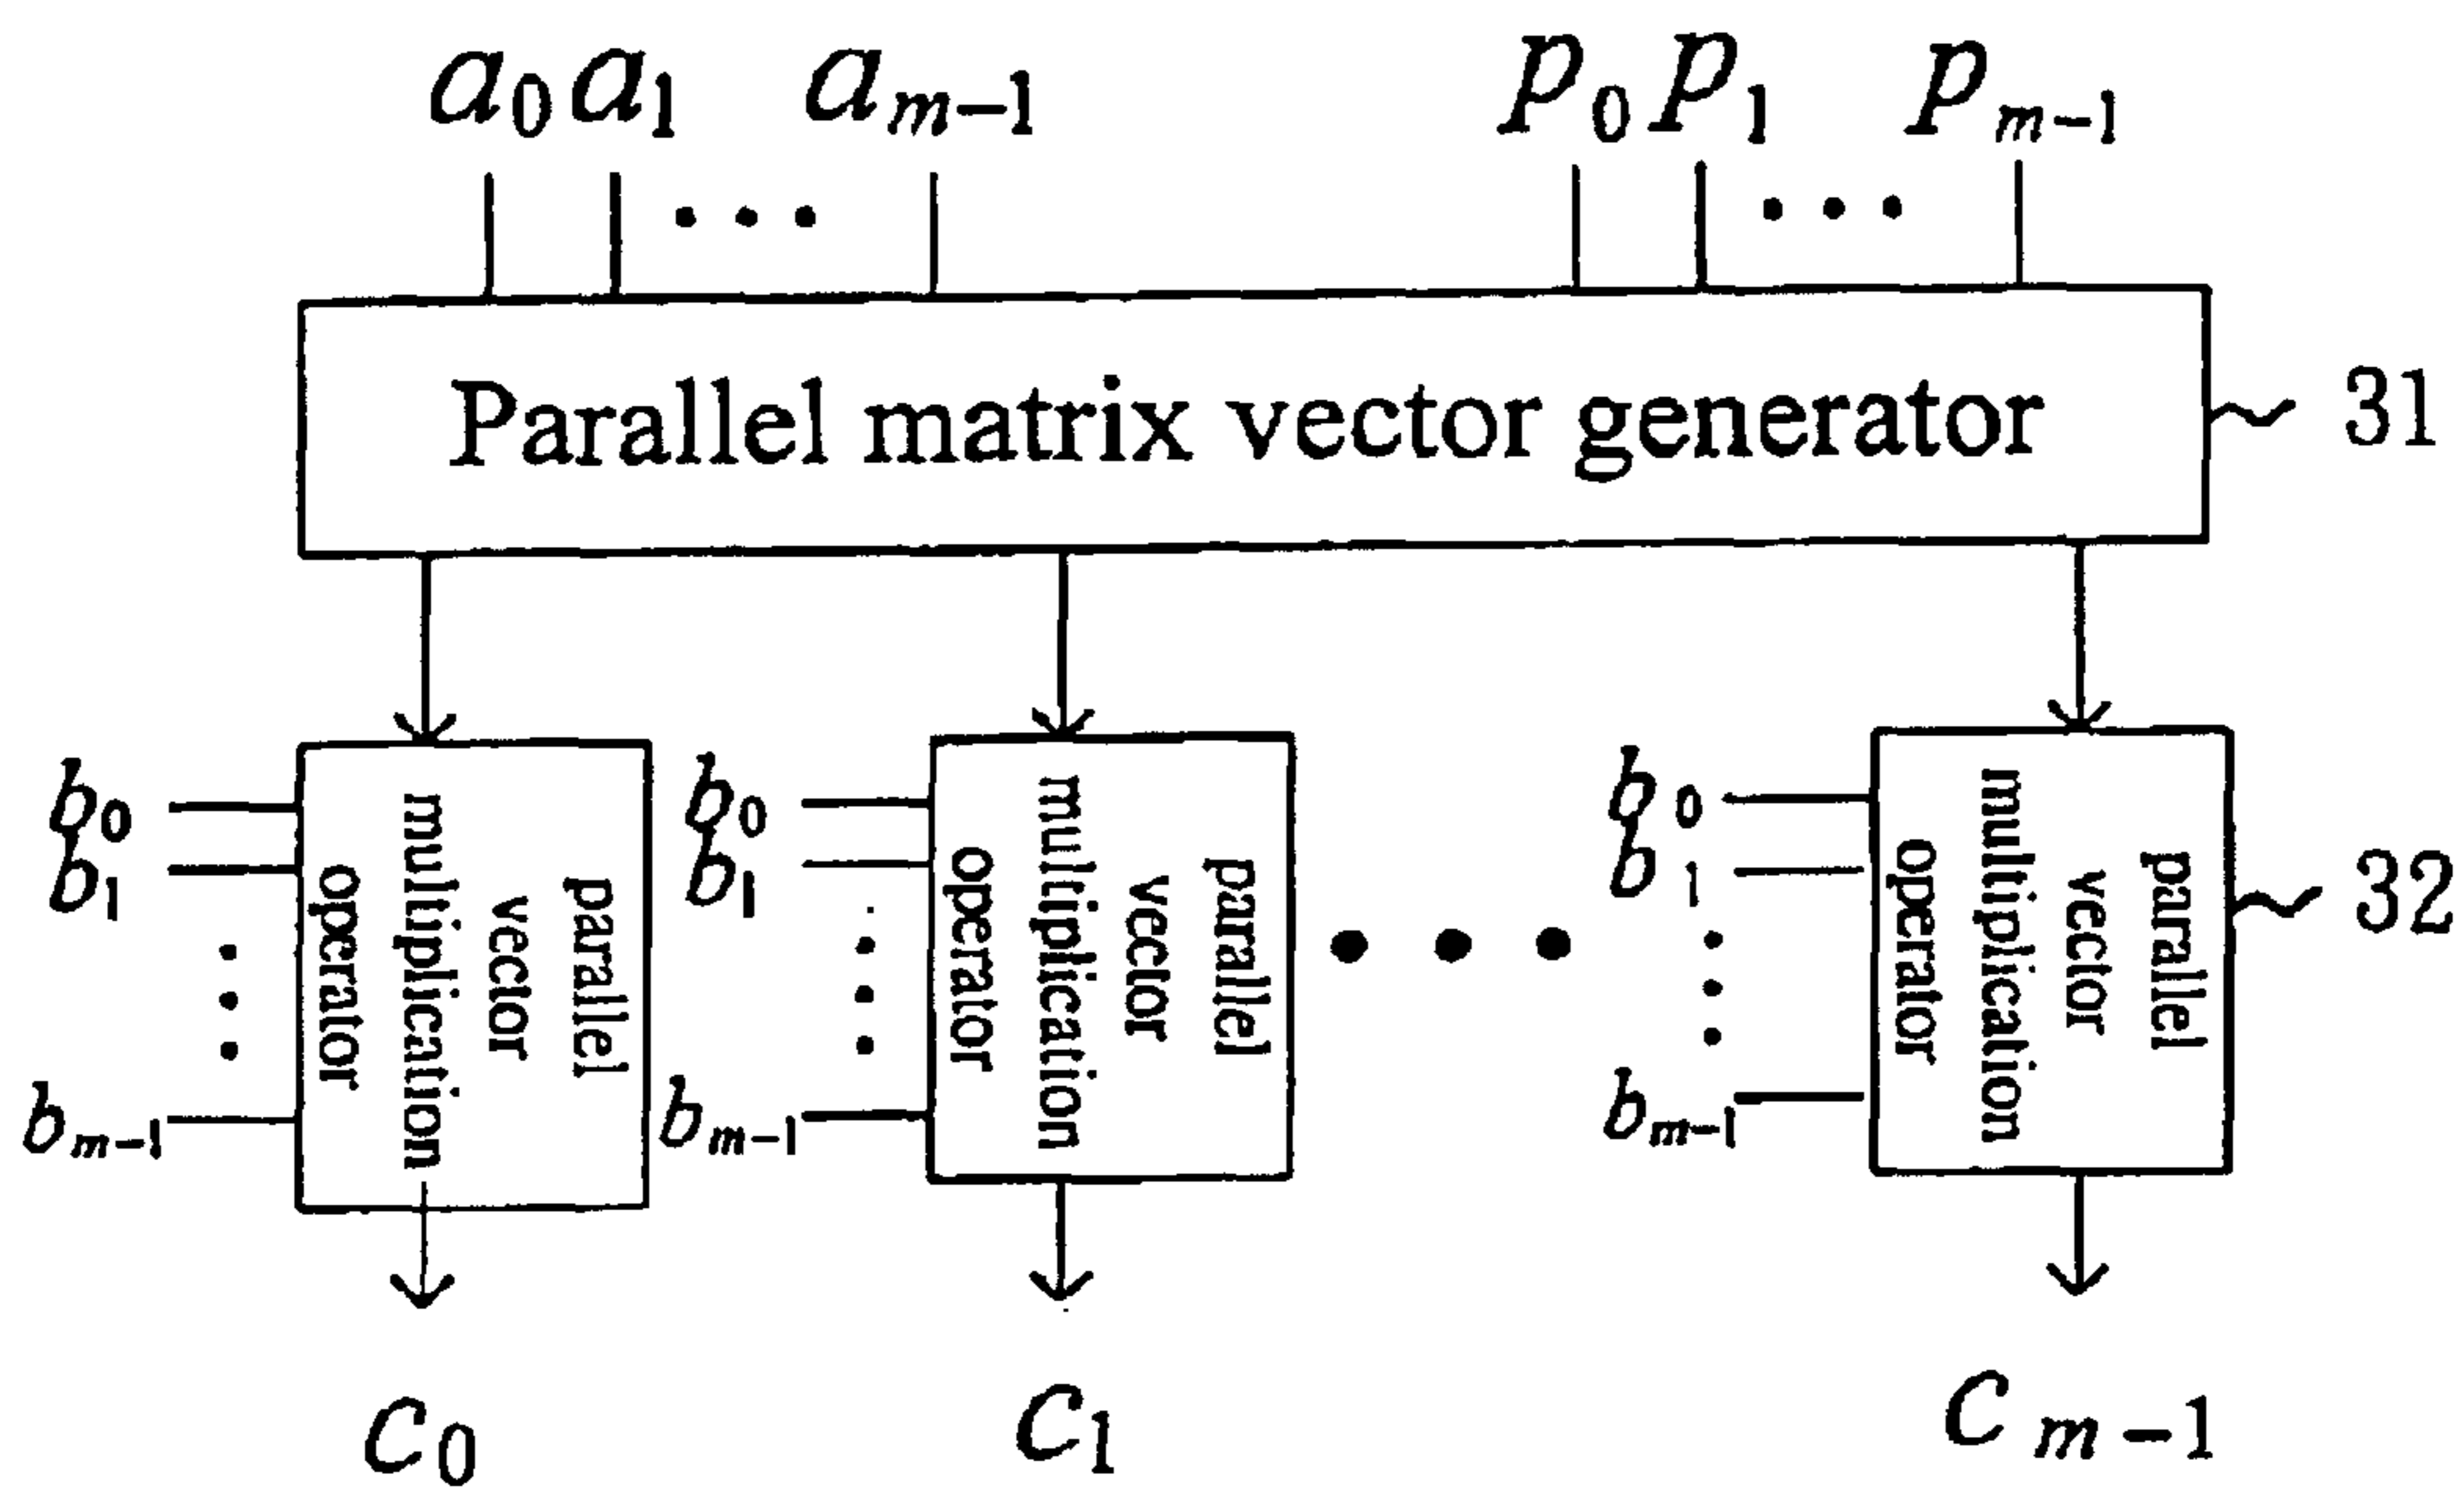 a0 a1 am−1 p0 p1 pm−1
Parallel matrix vector generator
31
b0
b1
bm−1
parallel
vector
multiplication
operator
b0
b1
bm−1
parallel
vector
multiplication
operator
b0
b1
bm−1
parallel
vector
multiplication
operator
32
c0 c1 cm−1